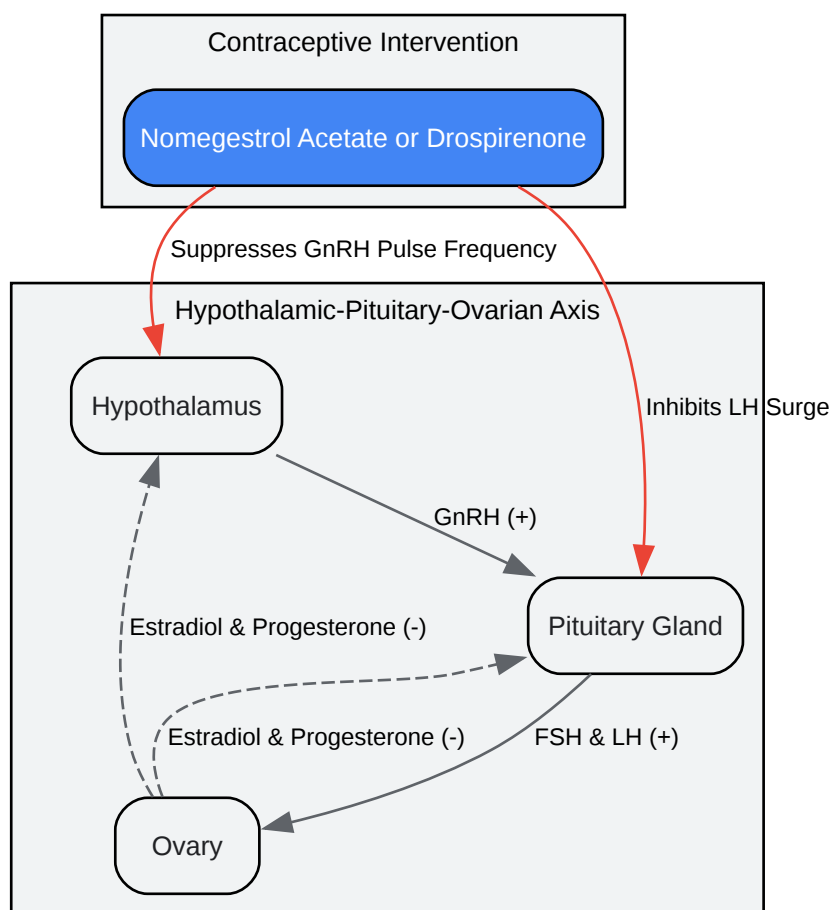 Contraceptive Intervention
Nomegestrol Acetate or Drospirenone
Suppresses GnRH Pulse Frequency
Hypothalamic-Pituitary-Ovarian Axis
Hypothalamus
Inhibits LH Surge
GnRH (+)
Pituitary Gland
Estradiol & Progesterone (-)
Estradiol & Progesterone (-)
FSH & LH (+)
Ovary